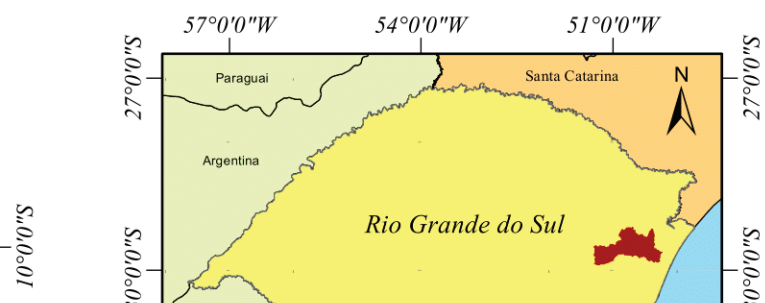 57°0'0"W 54°0'0"W 51°0'0"W
27°0'0"S
27°0'0"S
Paraguai
Santa Catarina
N
Argentina
Rio Grande do Sul
10°0'0"S